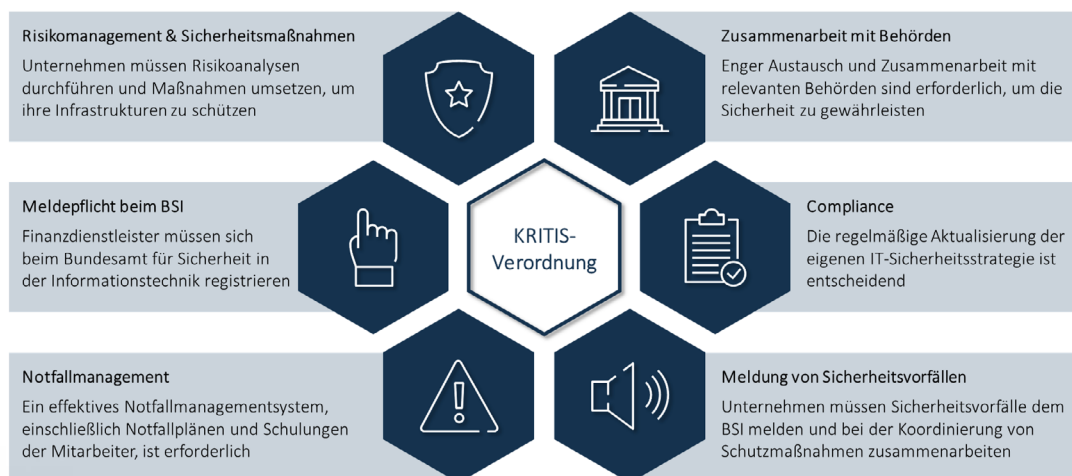 Risikomanagement & Sicherheitsmaßnahmen
Unternehmen müssen Risikoanalysen
durchführen und Maßnahmen umsetzen, um
ihre Infrastrukturen zu schützen
Zusammenarbeit mit Behörden
Enger Austausch und Zusammenarbeit mit
relevanten Behörden sind erforderlich, um die
Sicherheit zu gewährleisten
Meldepflicht beim BSI
Finanzdienstleister müssen sich
beim Bundesamt für Sicherheit in
der Informationstechnik registrieren
KRITIS-
Verordnung
Compliance
Die regelmäßige Aktualisierung der
eigenen IT-Sicherheitsstrategie ist
entscheidend
Notfallmanagement
Ein effektives Notfallmanagementsystem,
einschließlich Notfallplänen und Schulungen
der Mitarbeiter, ist erforderlich
Meldung von Sicherheitsvorfällen
Unternehmen müssen Sicherheitsvorfälle dem
BSI melden und bei der Koordinierung von
Schutzmaßnahmen zusammenarbeiten